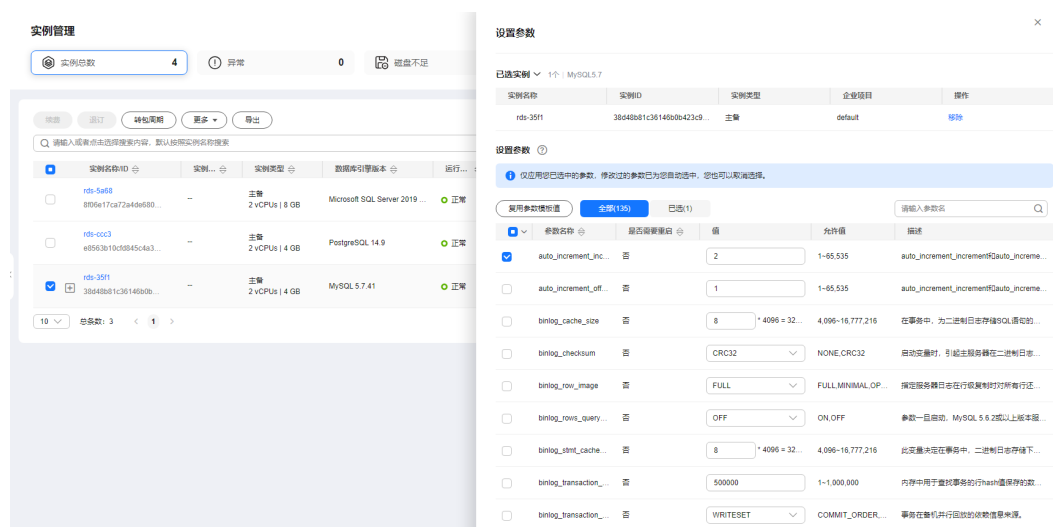 实例管理
实例总数 4 异常 0 磁盘不足
续费 退订 转包周期 更多 导出
请输入或者点击选择搜索内容，默认按照实例名称搜索
实例名称/ID 实例... 实例类型 数据库引擎版本 运行...
rds-5a68
8f06e17ca72a4de680...
--
主备
2 vCPUs | 8 GB
Microsoft SQL Server 2019 ...
正常
rds-ccc3
e8563b10cfd845c4a3...
--
主备
2 vCPUs | 4 GB
PostgreSQL 14.9
正常
rds-35f1
38d48b81c36146b0b...
--
主备
2 vCPUs | 4 GB
MySQL 5.7.41
正常
10 总条数: 3 < 1 >
设置参数
已选实例 1个 | MySQL5.7
实例名称 实例ID 实例类型 企业项目 操作
rds-35f1 38d48b81c36146b0b423c9... 主备 default 移除
设置参数
仅应用您已选中的参数，修改过的参数已为您自动选中，您也可以取消选择。
复用参数模板值 全部(135) 已选(1) 请输入参数名
参数名称 是否需要重启 值 允许值 描述
auto_increment_inc... 否 2 1~65,535 auto_increment_increment和auto_increme...
auto_increment_off... 否 1 1~65,535 auto_increment_increment和auto_increme...
binlog_cache_size 否 8 * 4096 = 32... 4,096~16,777,216 在事务中，为二进制日志存储SQL语句的...
binlog_checksum 否 CRC32 NONE,CRC32 启动变量时，引起主服务器在二进制日志...
binlog_row_image 否 FULL FULL,MINIMAL,OP... 指定服务器日志在行级复制时对所有行还...
binlog_rows_query... 否 OFF ON,OFF 参数一旦启动，MySQL 5.6.2或以上版本服...
binlog_stmt_cache... 否 8 * 4096 = 32... 4,096~16,777,216 此变量决定在事务中，二进制日志存储下...
binlog_transaction_... 否 500000 1~1,000,000 内存中用于查找事务的行hash值保存的数...
binlog_transaction_... 否 WRITESET COMMIT_ORDER,... 事务在备机并行回放的依赖信息来源。